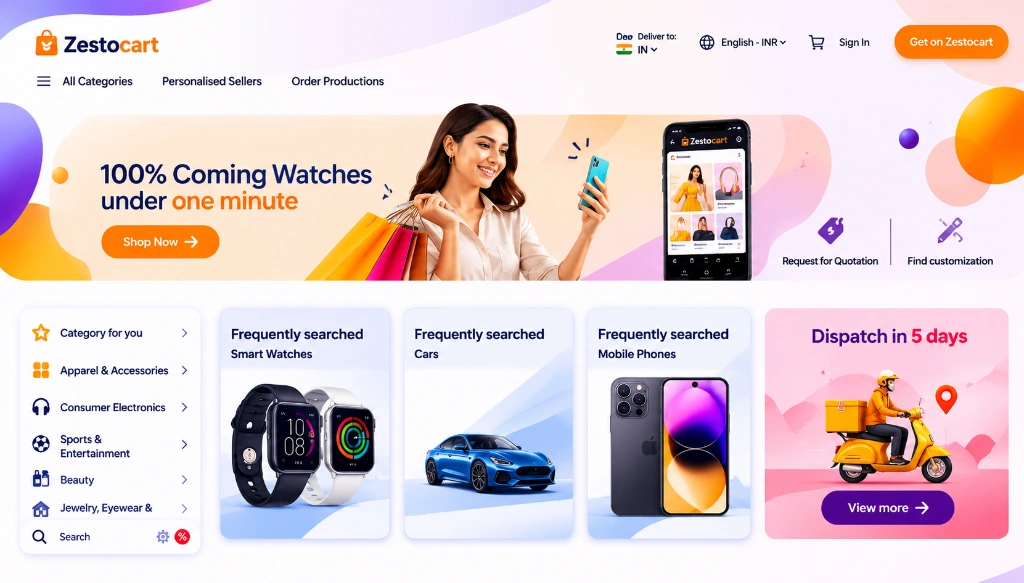 Zestocart
Deliver to:
IN
English - INR
Sign In
Get on Zestocart
All Categories
Personalised Sellers
Order Productions
100% Coming Watches
under one minute
Shop Now
Zestocart
Request for Quotation
Find customization
Category for you
Apparel & Accessories
Consumer Electronics
Sports &
Entertainment
Beauty
Jewelry, Eyewear &
Search
%
Frequently searched
Smart Watches
10
08
Frequently searched
Cars
Frequently searched
Mobile Phones
Dispatch in 5 days
View more